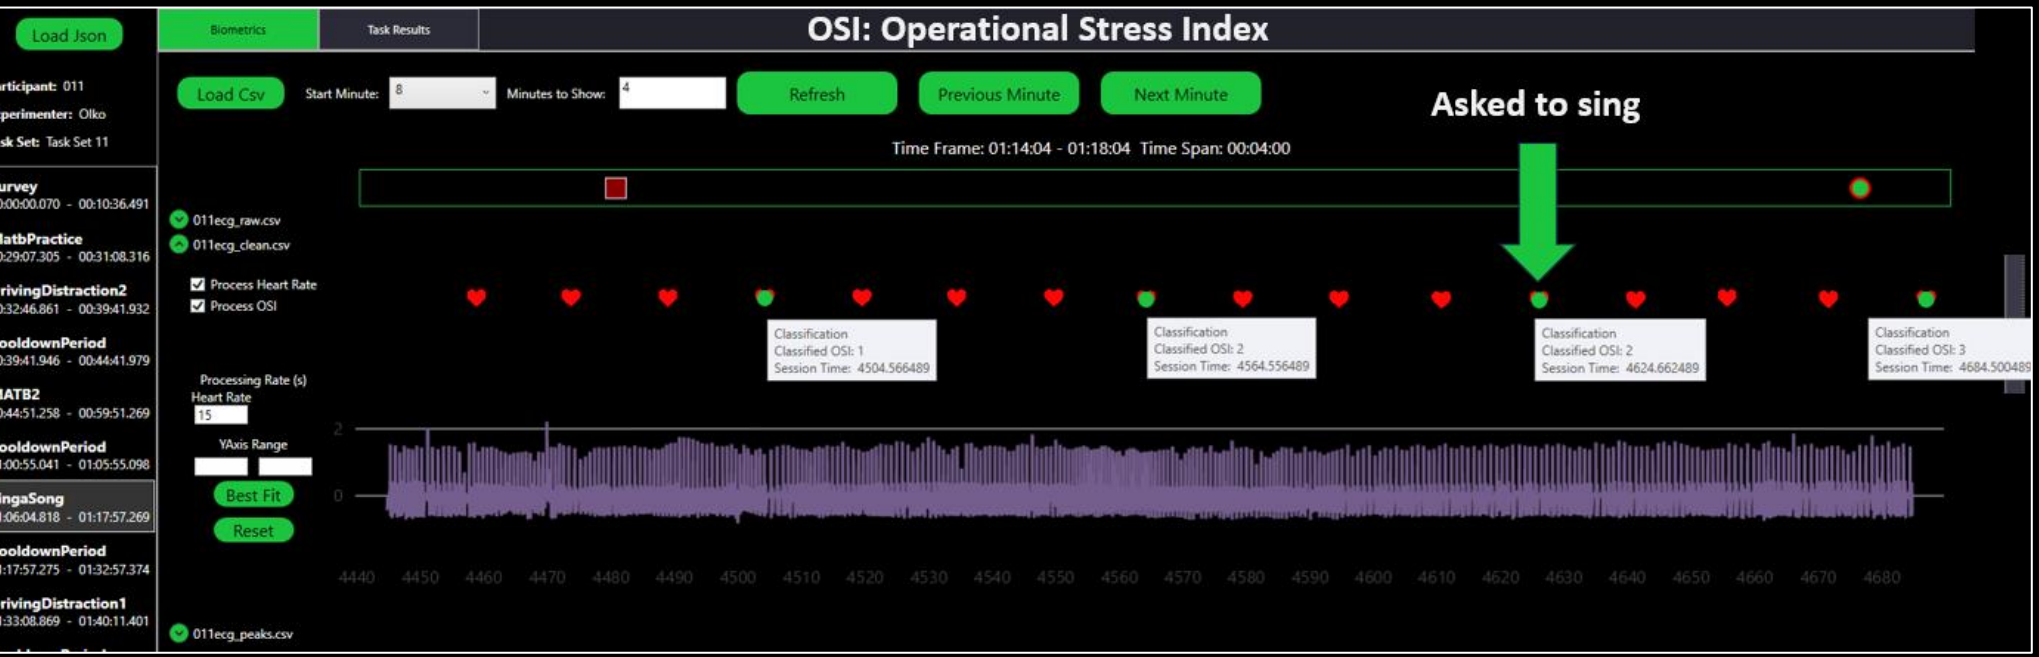 Load Json
Biometrics
Task Results
OSI: Operational Stress Index
articipant: 011
xperimenter: Olko
ask Set: Task Set 11
Load Csv
Start Minute: 8
Minutes to Show: 4
Refresh
Previous Minute
Next Minute
Asked to sing
Time Frame: 01:14:04 - 01:18:04 Time Span: 00:04:00
urvey
0:00:00.070 - 00:10:36.491
MatbPractice
0:29:07.305 - 00:31:08.316
rivingDistraction2
0:32:46.861 - 00:39:41.932
ooldownPeriod
0:39:41.946 - 00:44:41.979
MATB2
0:44:51.258 - 00:59:51.269
ooldownPeriod
1:00:55.041 - 01:05:55.098
ingaSong
1:06:04.818 - 01:17:57.269
ooldownPeriod
1:17:57.275 - 01:32:57.374
rivingDistraction1
1:33:08.869 - 01:40:11.401
011ecg_raw.csv
011ecg_clean.csv
Process Heart Rate
Process OSI
Processing Rate (s)
Heart Rate
15
YAxis Range
Best Fit
Reset
Classification
Classified OSI: 1
Session Time: 4504.566489
Classification
Classified OSI: 2
Session Time: 4564.556489
Classification
Classified OSI: 2
Session Time: 4624.662489
Classification
Classified OSI: 3
Session Time: 4684.500489
2
0
4440 4450 4460 4470 4480 4490 4500 4510 4520 4530 4540 4550 4560 4570 4580 4590 4600 4610 4620 4630 4640 4650 4660 4670 4680
011ecg_peaks.csv